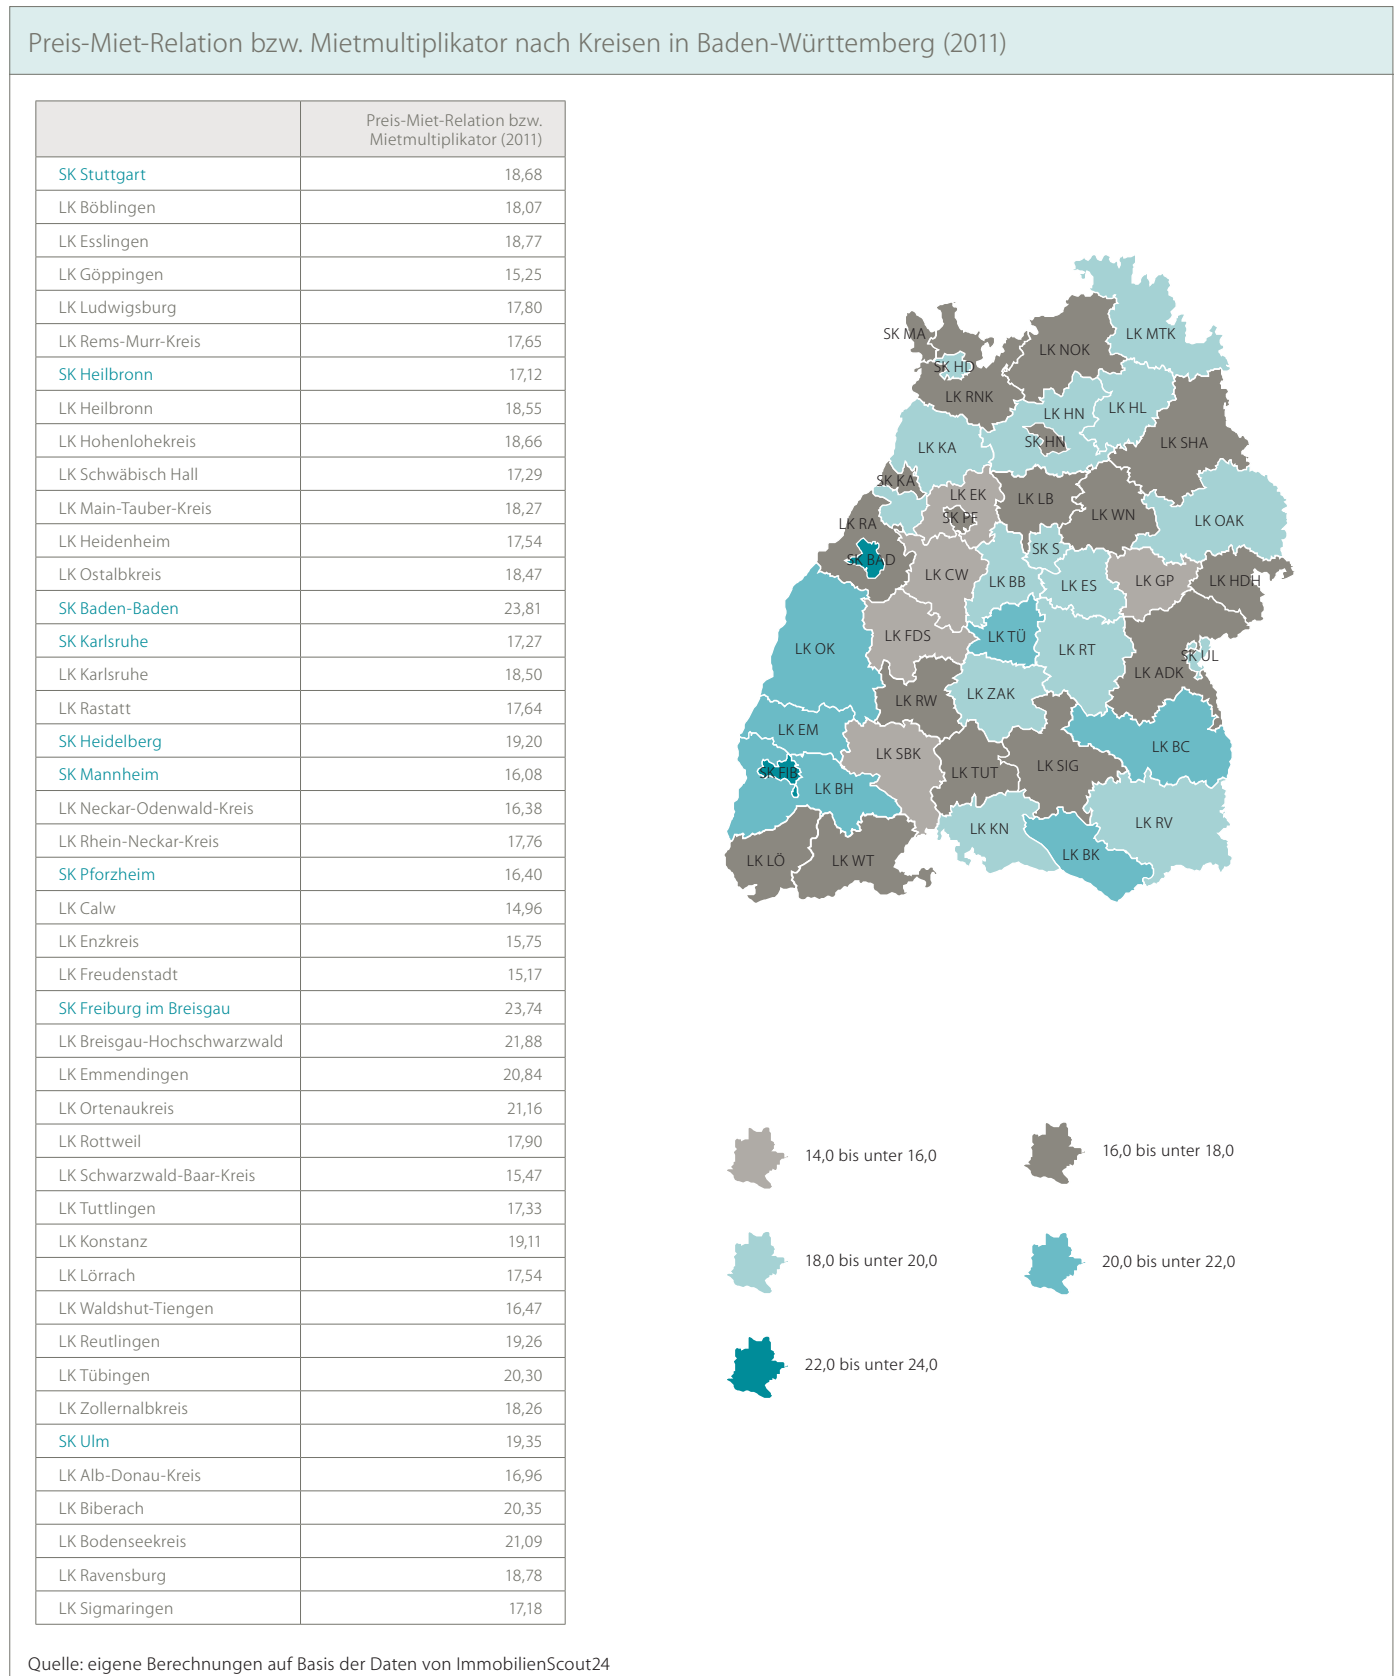 Preis-Miet-Relation bzw. Mietmultiplikator nach Kreisen in Baden-Württemberg (2011)
Preis-Miet-Relation bzw.
Mietmultiplikator (2011)
SK Stuttgart 18,68
LK Böblingen 18,07
LK Esslingen 18,77
LK Göppingen 15,25
LK Ludwigsburg 17,80
LK Rems-Murr-Kreis 17,65
SK Heilbronn 17,12
LK Heilbronn 18,55
LK Hohenlohekreis 18,66
LK Schwäbisch Hall 17,29
LK Main-Tauber-Kreis 18,27
LK Heidenheim 17,54
LK Ostalbkreis 18,47
SK Baden-Baden 23,81
SK Karlsruhe 17,27
LK Karlsruhe 18,50
LK Rastatt 17,64
SK Heidelberg 19,20
SK Mannheim 16,08
LK Neckar-Odenwald-Kreis 16,38
LK Rhein-Neckar-Kreis 17,76
SK Pforzheim 16,40
LK Calw 14,96
LK Enzkreis 15,75
LK Freudenstadt 15,17
SK Freiburg im Breisgau 23,74
LK Breisgau-Hochschwarzwald 21,88
LK Emmendingen 20,84
LK Ortenaukreis 21,16
LK Rottweil 17,90
LK Schwarzwald-Baar-Kreis 15,47
LK Tuttlingen 17,33
LK Konstanz 19,11
LK Lörrach 17,54
LK Waldshut-Tiengen 16,47
LK Reutlingen 19,26
LK Tübingen 20,30
LK Zollernalbkreis 18,26
SK Ulm 19,35
LK Alb-Donau-Kreis 16,96
LK Biberach 20,35
LK Bodenseekreis 21,09
LK Ravensburg 18,78
LK Sigmaringen 17,18
SK MA
LK MTK
LK NOK
SK HD
LK RNK
LK HN
LK HL
SK HN
LK SHA
LK KA
SK KA
LK EK
LK LB
LK WN
LK OAK
SK PF
LK RA
SK S
SK BAD
LK CW
LK BB
LK ES
LK GP
LK HDH
LK FDS
LK TÜ
LK OK
LK RT
SK UL
LK ADK
LK ZAK
LK RW
LK EM
LK BC
LK SBK
LK SIG
LK TUT
SK FIB
LK BH
LK RV
LK KN
LK BK
LK LÖ
LK WT
14,0 bis unter 16,0
16,0 bis unter 18,0
18,0 bis unter 20,0
20,0 bis unter 22,0
22,0 bis unter 24,0
Quelle: eigene Berechnungen auf Basis der Daten von ImmobilienScout24